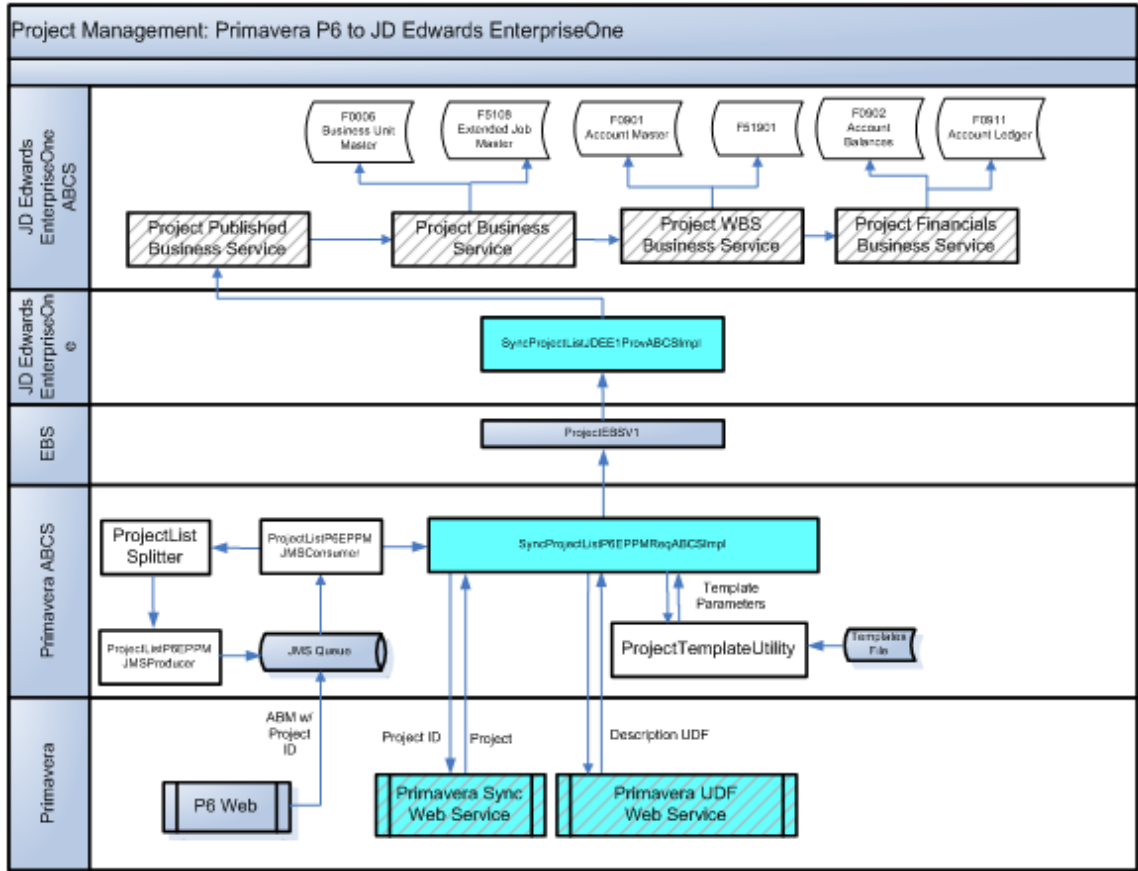 Project Management: Primavera P6 to JD Edwards EnterpriseOne
JD Edwards
EnterpriseOne
ABCS
F0006
Business Unit
Master
F5108
Extended Job
Master
F0901
Account Master
F51901
F0902
Account
Balances
F0911
Account Ledger
Project Published
Business Service
Project Business
Service
Project WBS
Business Service
Project Financials
Business Service
JD Edwards
EnterpriseOn
e
SyncProjectListJDEE1ProvABCSImpl
EBS
ProjectEBSV1
Primavera ABCS
ProjectList
Splitter
ProjectListP6EPPM
JMSConsumer
SyncProjectListP6EPPMReqABCSImpl
Template
Parameters
ProjectListP6EPPM
JMSProducer
JMS Queue
ProjectTemplateUtility
Templates
File
Primavera
ABM w/
Project
ID
Project ID
Project
Description UDF
P6 Web
Primavera Sync
Web Service
Primavera UDF
Web Service